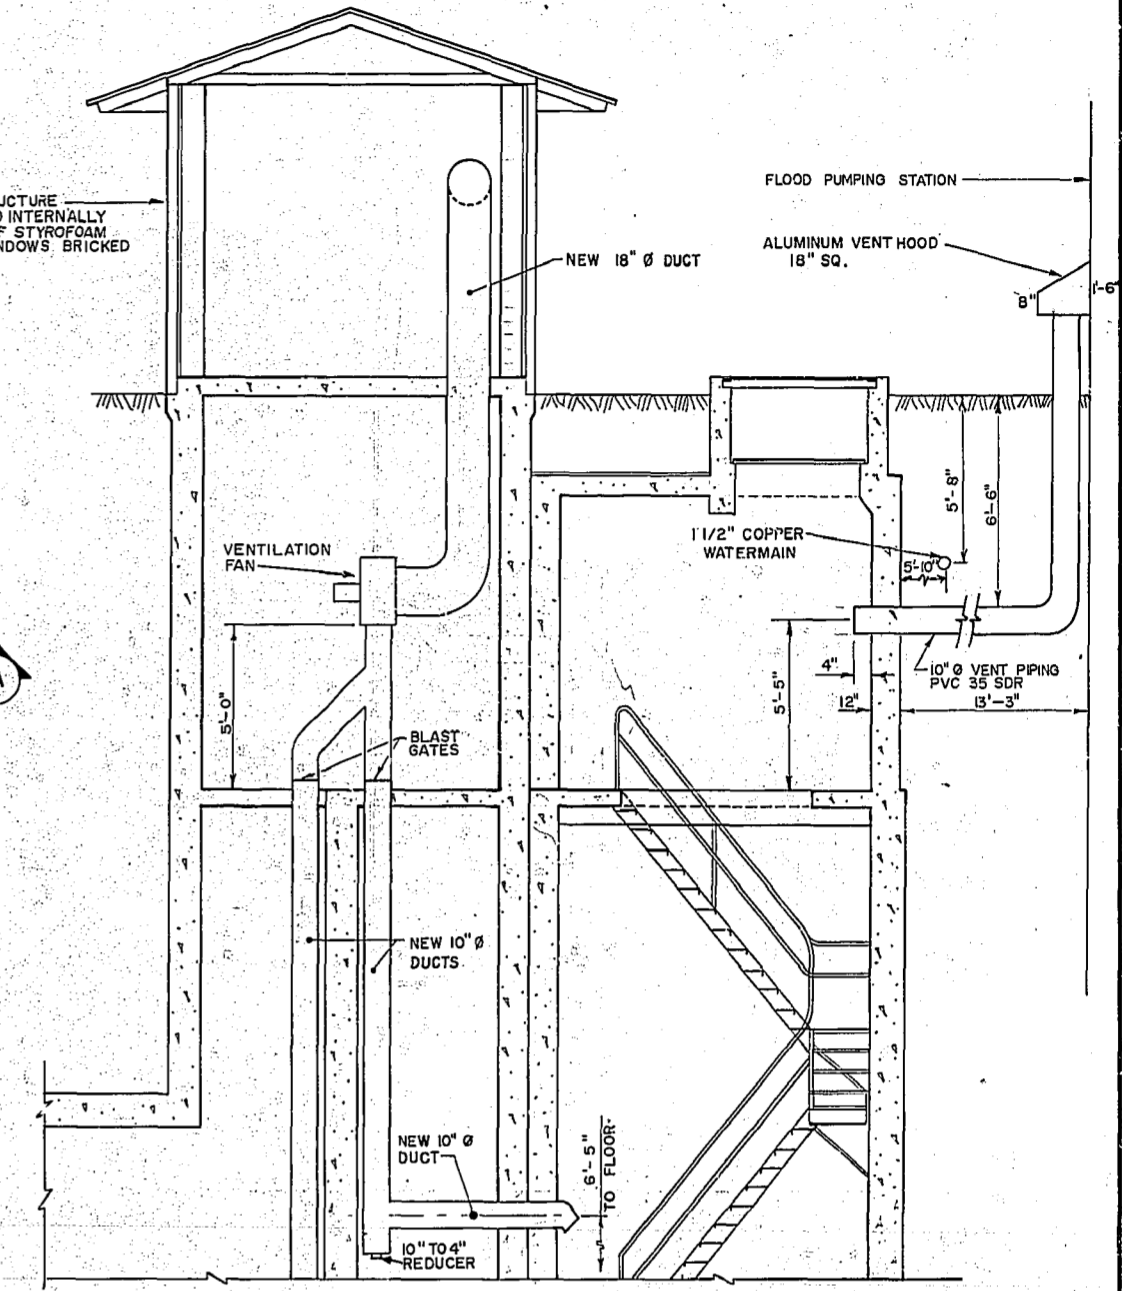 FLOOD PUMPING STATION
UCTURE
INTERNALLY
F STYROFOAM
NDOWS BRICKED
NEW 18" Ø DUCT
ALUMINUM VENT HOOD
18" SQ.
8"
1'-6"
5'-8"
6'-6"
1 1/2" COPPER
WATERMAIN
5'-10"
VENTILATION
FAN
5'-0"
5'-5"
4"
12"
10" Ø VENT PIPING
PVC 35 SDR
13'-3"
BLAST
GATES
NEW 10" Ø
DUCTS
NEW 10" Ø
DUCT
6'-5"
TO FLOOR
10" TO 4"
REDUCER